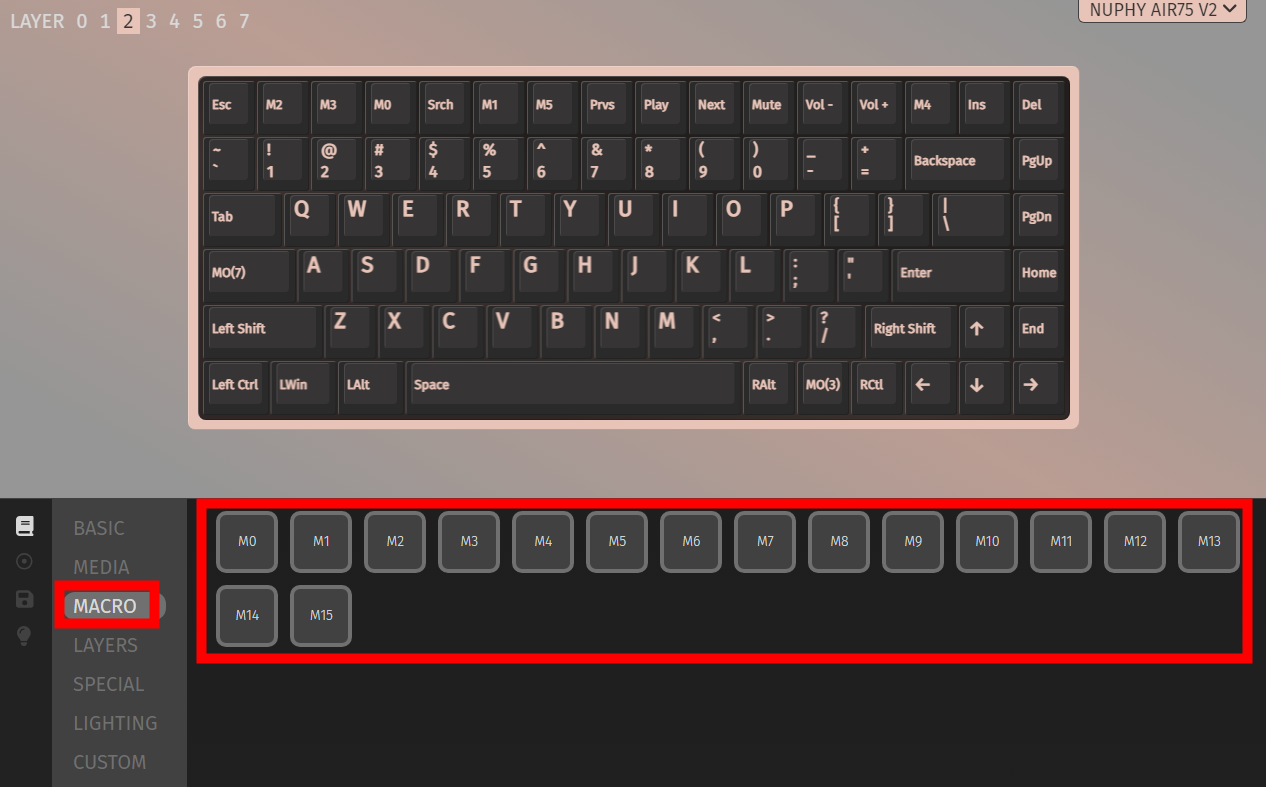 LAYER 0 1 2 3 4 5 6 7
NUPHY AIR75 V2
Esc M2 M3 M0 Srch M1 M5 Prvs Play Next Mute Vol - Vol + M4 Ins Del
~ ! @ # $ % ^ & * ( ) _ +
` 1 2 3 4 5 6 7 8 9 0 - = Backspace PgUp
Tab Q W E R T Y U I O P { } | PgDn
[ ] \
MO(7) A S D F G H J K L : " Enter Home
; '
Left Shift Z X C V B N M < > ? Right Shift ↑ End
, . /
Left Ctrl LWin LAlt Space RAlt MO(3) RCtl ← ↓ →
BASIC
MEDIA
MACRO
LAYERS
SPECIAL
LIGHTING
CUSTOM
M0 M1 M2 M3 M4 M5 M6 M7 M8 M9 M10 M11 M12 M13
M14 M15